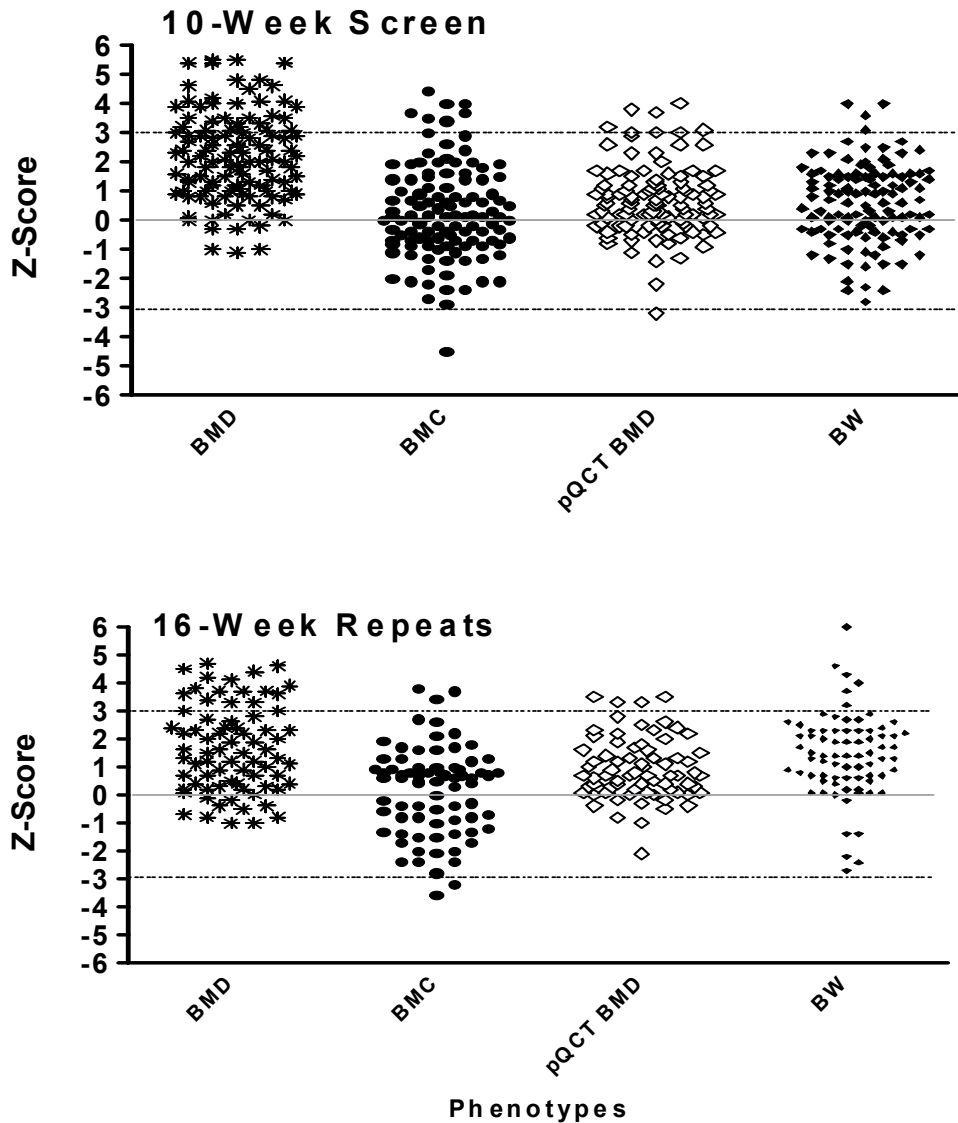 10-Week Screen
6
5
4
3
2
1
0
-1
-2
-3
-4
-5
-6
Z-Score
BMD
BMC
pQCT BMD
BW
16-Week Repeats
6
5
4
3
2
1
0
-1
-2
-3
-4
-5
-6
Z-Score
BMD
BMC
pQCT BMD
BW
Phenotypes